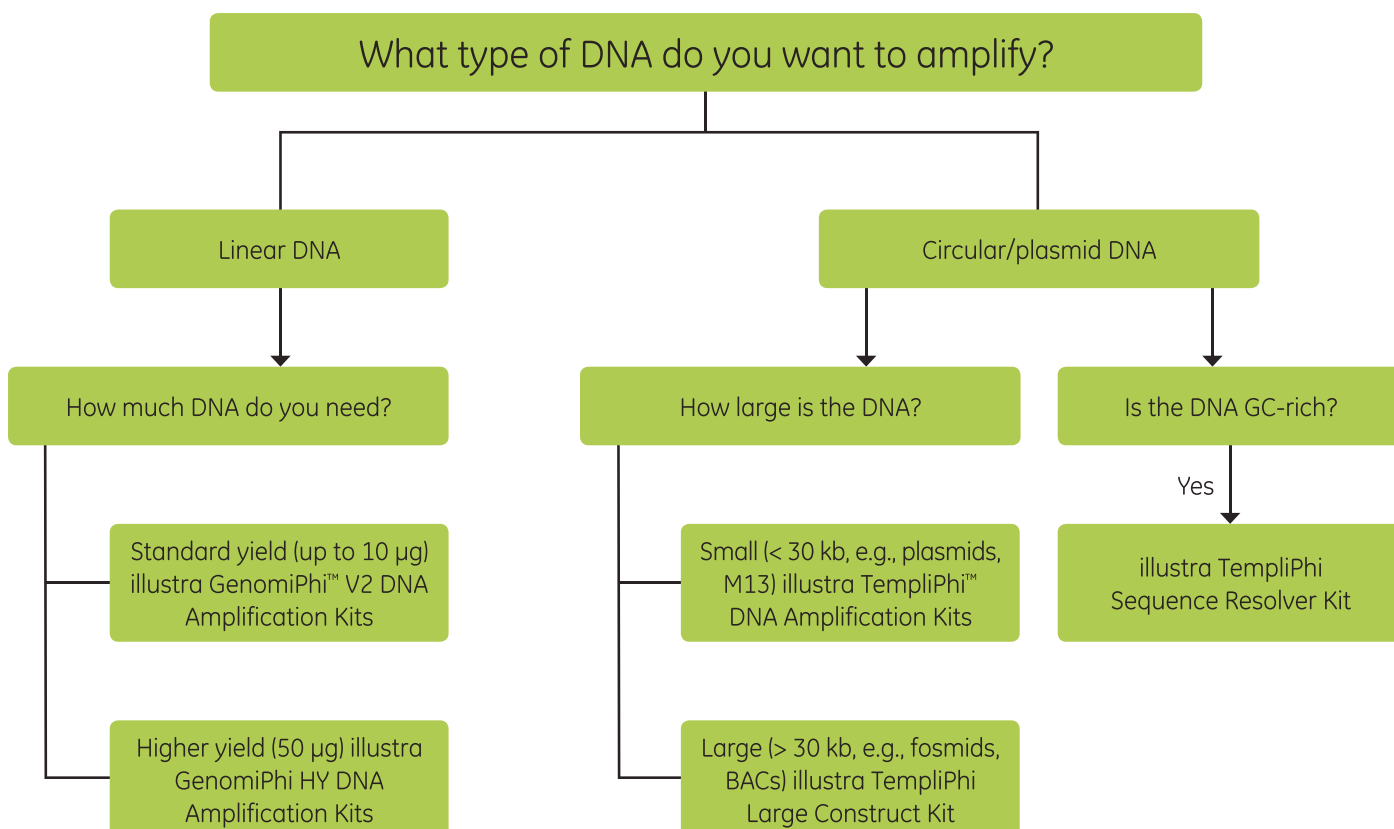 What type of DNA do you want to amplify?
Linear DNA
Circular/plasmid DNA
How much DNA do you need?
How large is the DNA?
Is the DNA GC-rich?
Yes
Standard yield (up to 10 µg)
illustra GenomiPhi™ V2 DNA
Amplification Kits
Small (< 30 kb, e.g., plasmids,
M13) illustra TempliPhi™
DNA Amplification Kits
illustra TempliPhi
Sequence Resolver Kit
Higher yield (50 µg) illustra
GenomiPhi HY DNA
Amplification Kits
Large (> 30 kb, e.g., fosmids,
BACs) illustra TempliPhi
Large Construct Kit